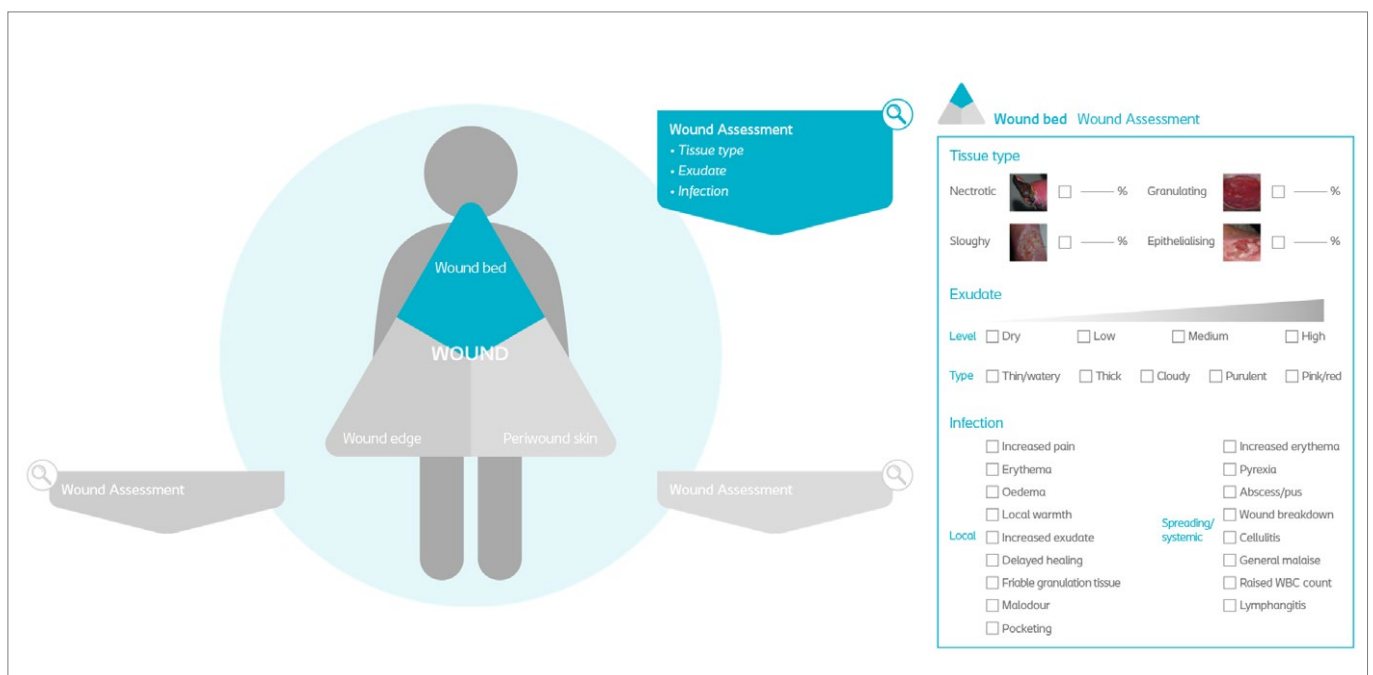 Wound Assessment
• Tissue type
• Exudate
• Infection
Wound bed
WOUND
Wound edge
Periwound skin
Wound Assessment
Wound Assessment
Wound bed Wound Assessment
Tissue type
Nectrotic % Granulating %
Sloughy % Epithelialising %
Exudate
Level Dry Low Medium High
Type Thin/watery Thick Cloudy Purulent Pink/red
Infection
Local
Increased pain
Erythema
Oedema
Local warmth
Increased exudate
Delayed healing
Friable granulation tissue
Malodour
Pocketing
Spreading/
systemic
Increased erythema
Pyrexia
Abscess/pus
Wound breakdown
Cellulitis
General malaise
Raised WBC count
Lymphangitis